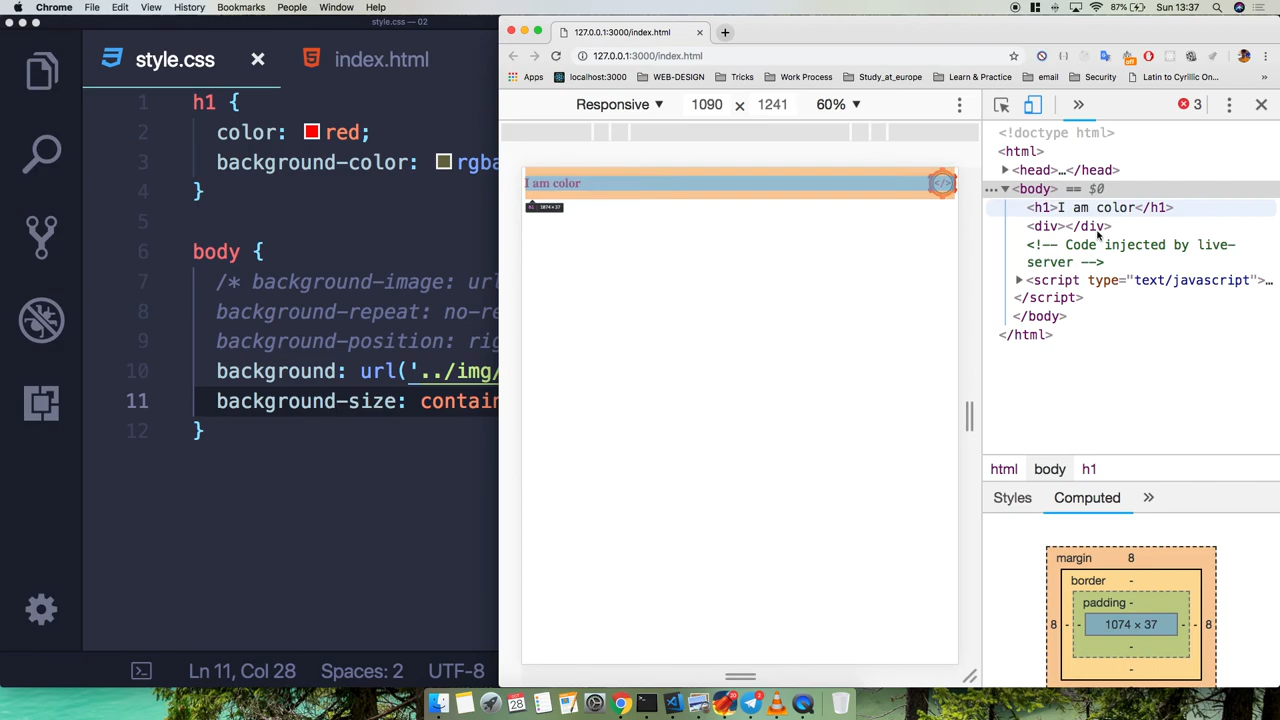 Chrome File Edit View History Bookmarks People Window Help 87% Sun 13:37
style.css — 02
style.css index.html
1 h1 {
2 color: red;
3 background-color: rgba
4 }
5
6 body {
7 /* background-image: url
8 background-repeat: no-re
9 background-position: rig
10 background: url('../img/
11 background-size: contain
12 }
Ln 11, Col 28 Spaces: 2 UTF-8
127.0.0.1:3000/index.html
127.0.0.1:3000/index.html
Apps localhost:3000 WEB-DESIGN Tricks Work Process Study_at_europe Learn & Practice email Security Latin to Cyrillic On...
Responsive 1090 × 1241 60%
I am color </>
h1 1074×37
3
<!doctype html>
<html>
<head>…</head>
<body> == $0
<h1>I am color</h1>
<div></div>
<!-- Code injected by live-
server -->
<script type="text/javascript">…
</script>
</body>
</html>
html body h1
Styles Computed
margin 8
border -
padding -
8 - - 1074 × 37 - - 8
-
-
28 20 2